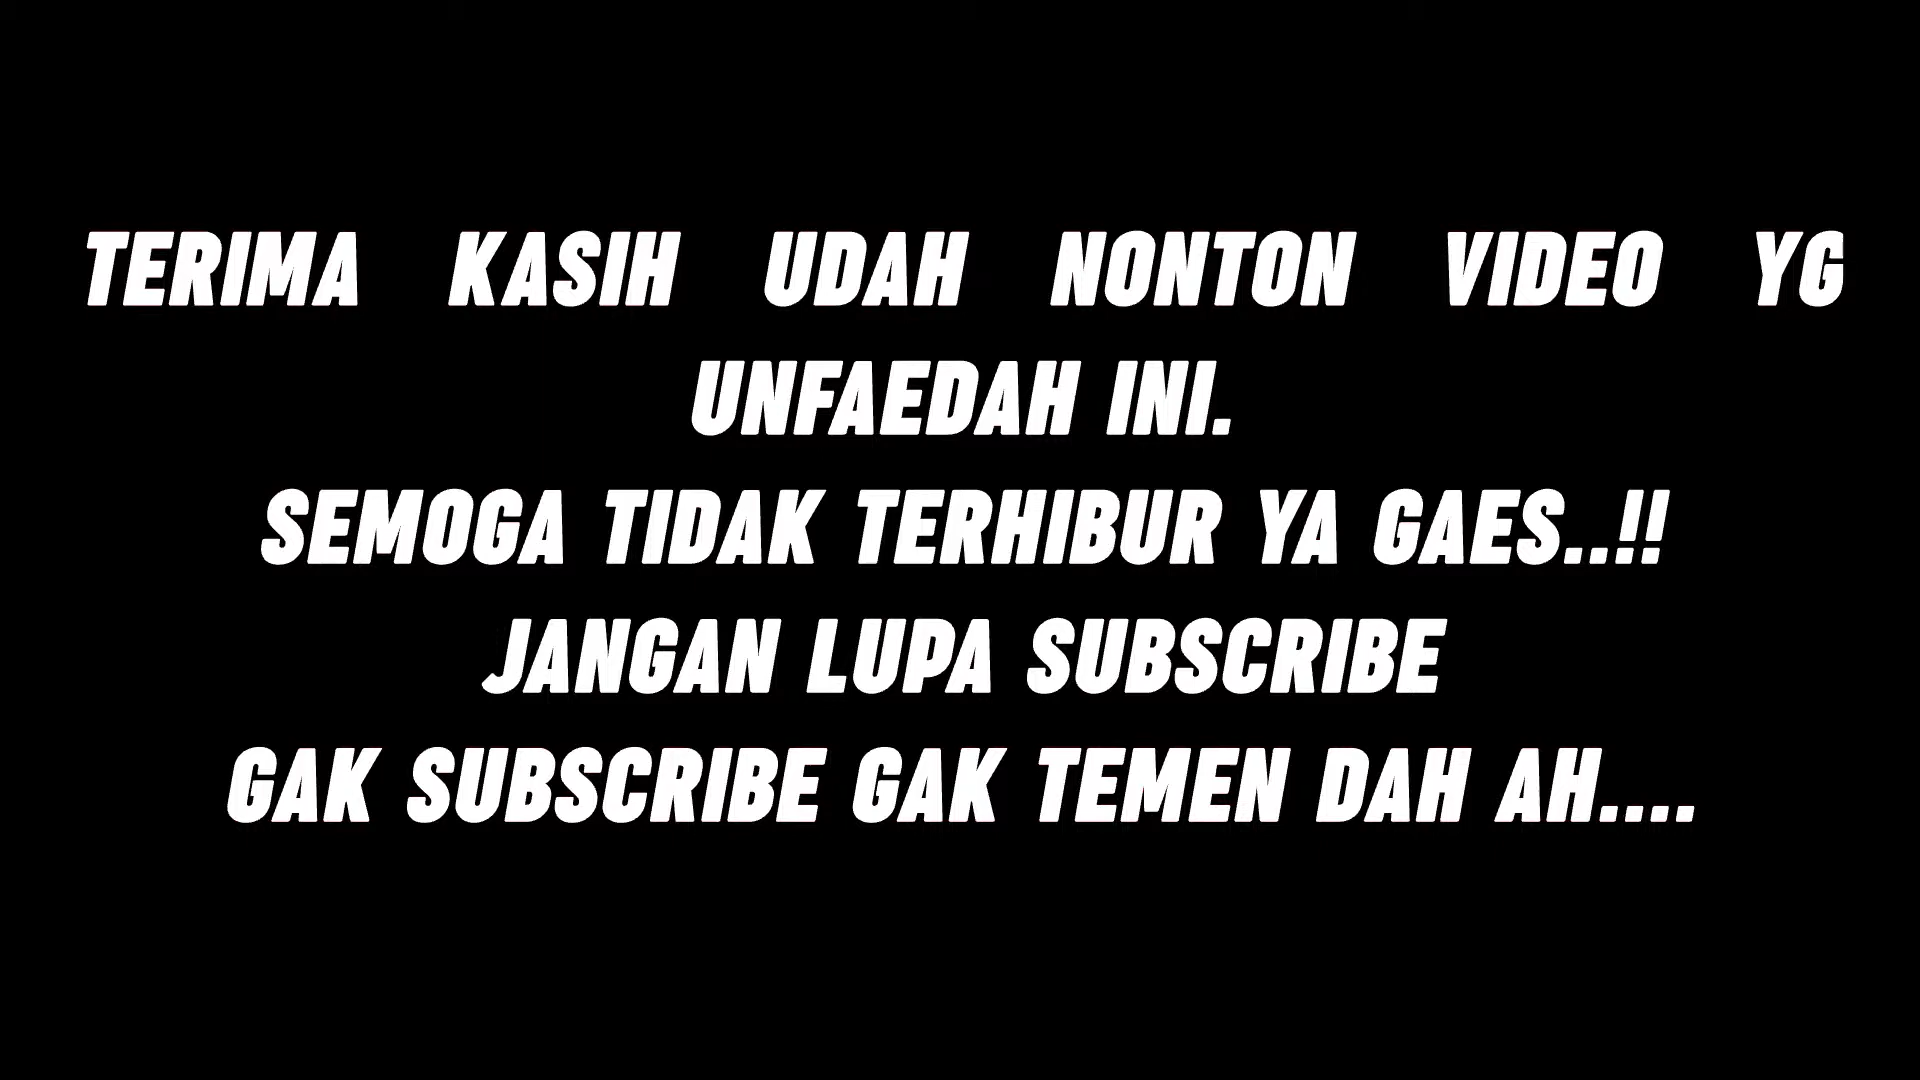 TERIMA KASIH UDAH NONTON VIDEO YG
UNFAEDAH INI.
SEMOGA TIDAK TERHIBUR YA GAES..!!
JANGAN LUPA SUBSCRIBE
GAK SUBSCRIBE GAK TEMEN DAH AH....